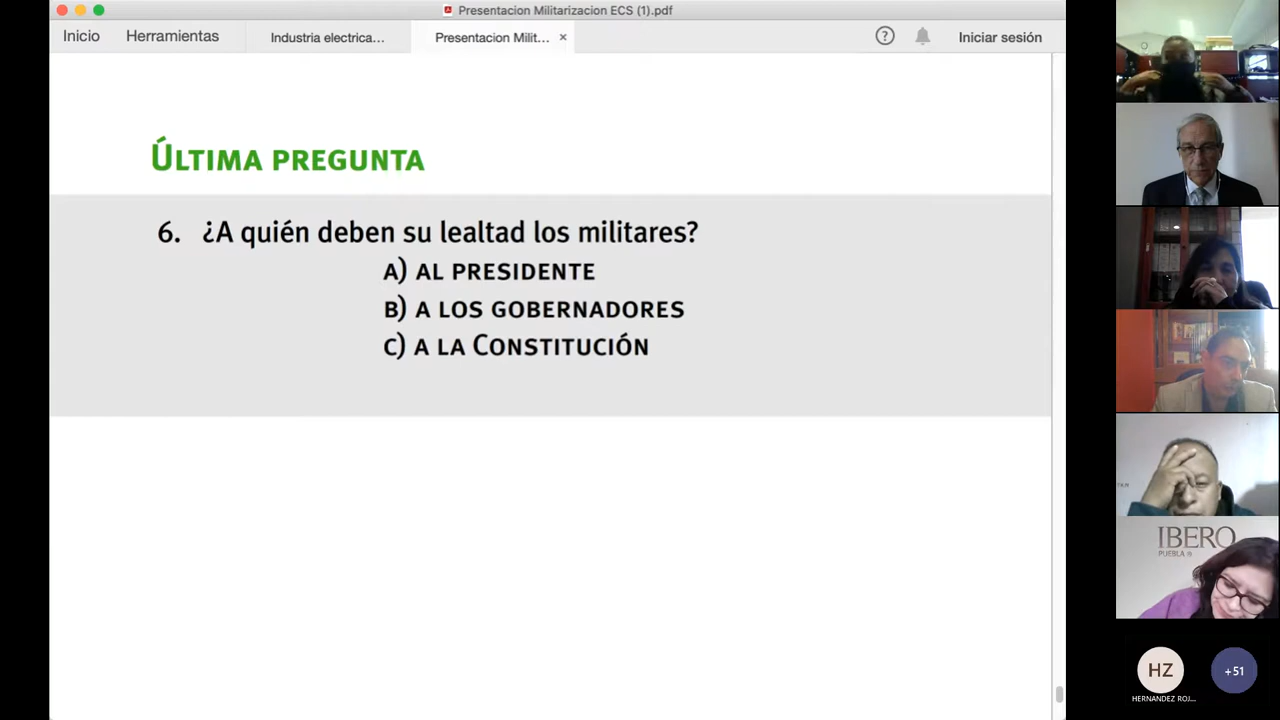 Presentacion Militarizacion ECS (1).pdf
Inicio Herramientas Industria electrica... Presentacion Milit... × ? Iniciar sesión
ÚLTIMA PREGUNTA
6. ¿A quién deben su lealtad los militares?
A) AL PRESIDENTE
B) A LOS GOBERNADORES
C) A LA CONSTITUCIÓN
IBERO
PUEBLA
HZ
+51
HERNANDEZ ROJ...